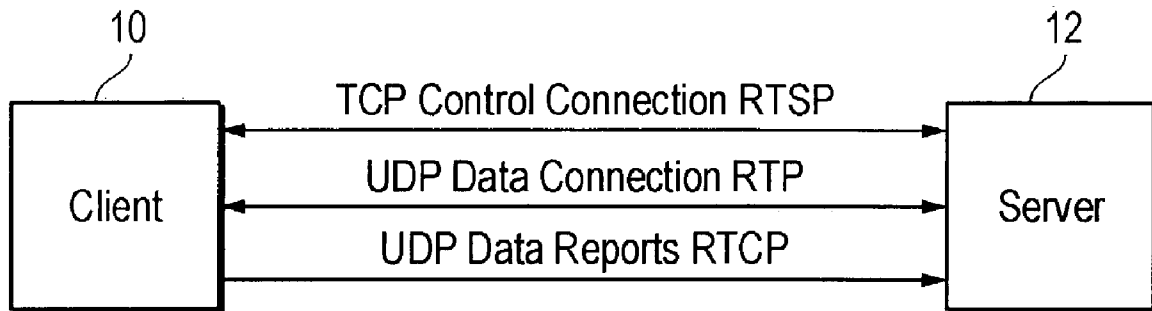 10
12
TCP Control Connection RTSP
UDP Data Connection RTP
Client
Server
UDP Data Reports RTCP